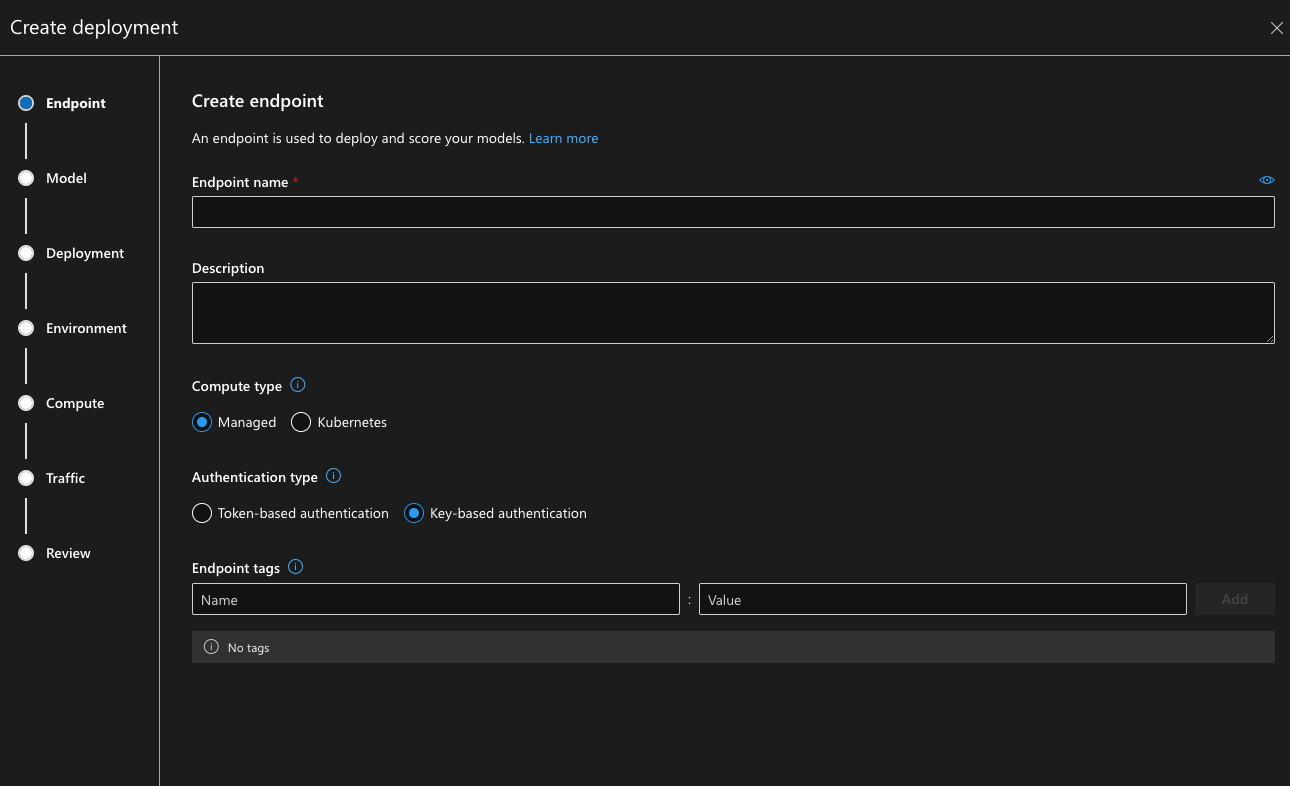 Create deployment
Endpoint
Model
Deployment
Environment
Compute
Traffic
Review
Create endpoint
An endpoint is used to deploy and score your models. Learn more
Endpoint name *
Description
Compute type
Managed Kubernetes
Authentication type
Token-based authentication Key-based authentication
Endpoint tags
Name : Value Add
No tags